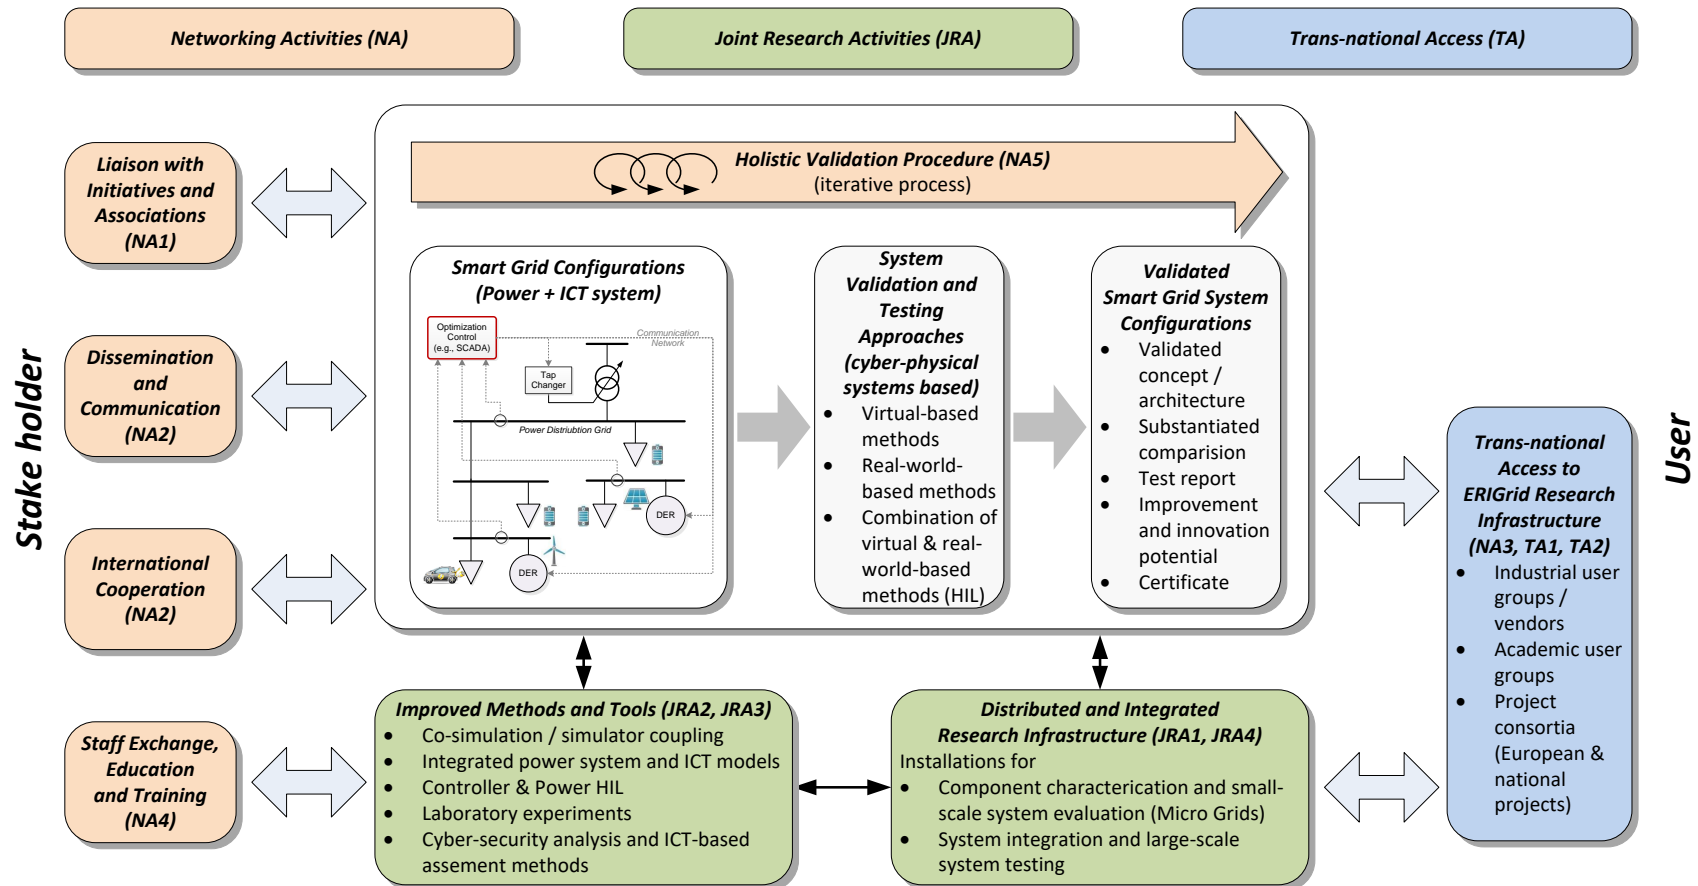 Networking Activities (NA)
Joint Research Activities (JRA)
Trans-national Access (TA)
Stake holder
Liaison with
Initiatives and
Associations
(NA1)
Dissemination
and
Communication
(NA2)
International
Cooperation
(NA2)
Staff Exchange,
Education
and Training
(NA4)
Holistic Validation Procedure (NA5)
(iterative process)
Smart Grid Configurations
(Power + ICT system)
Optimization
Control
(e.g., SCADA)
Communication
Network
Tap
Changer
Power Distriubtion Grid
DER
DER
System
Validation and
Testing
Approaches
(cyber-physical
systems based)
• Virtual-based
methods
• Real-world-
based methods
• Combination of
virtual & real-
world-based
methods (HIL)
Validated
Smart Grid System
Configurations
• Validated
concept /
architecture
• Substantiated
comparision
• Test report
• Improvement
and innovation
potential
• Certificate
Improved Methods and Tools (JRA2, JRA3)
• Co-simulation / simulator coupling
• Integrated power system and ICT models
• Controller & Power HIL
• Laboratory experiments
• Cyber-security analysis and ICT-based
assement methods
Distributed and Integrated
Research Infrastructure (JRA1, JRA4)
Installations for
• Component characterication and small-
scale system evaluation (Micro Grids)
• System integration and large-scale
system testing
Trans-national
Access to
ERIGrid Research
Infrastructure
(NA3, TA1, TA2)
• Industrial user
groups /
vendors
• Academic user
groups
• Project
consortia
(European &
national
projects)
User